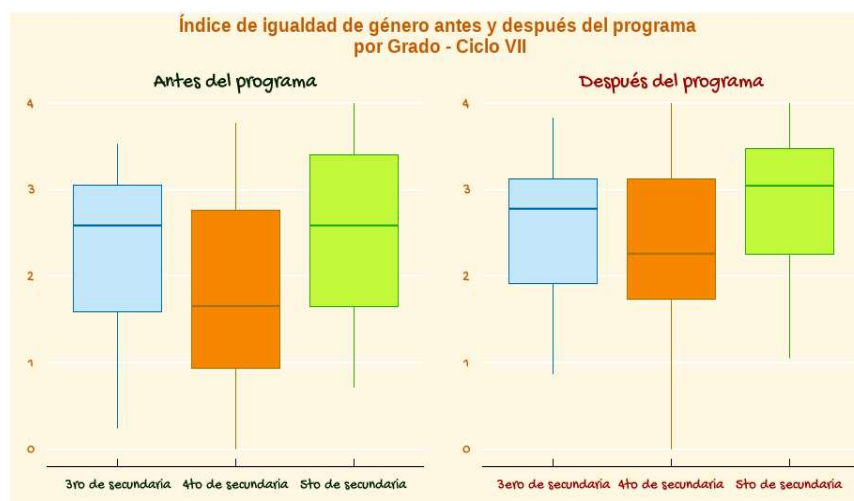 Índice de igualdad de género antes y después del programa
por Grado - Ciclo VII
Antes del programa
4
3
2
1
0
3ro de secundaria 4to de secundaria 5to de secundaria
Después del programa
4
3
2
1
0
3ero de secundaria 4to de secundaria 5to de secundaria